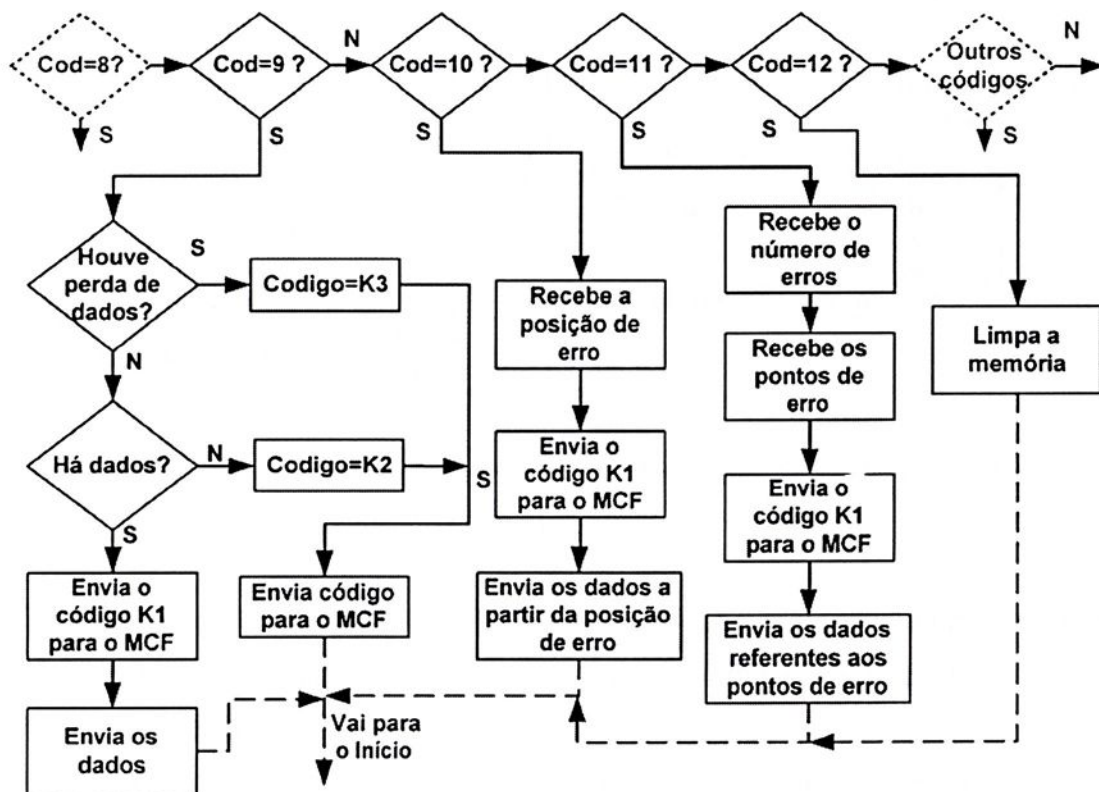 Cod=8?
Cod=9 ?
N
Cod=10 ?
Cod=11 ?
Cod=12 ?
Outros
códigos
N
S
S
S
S
S
S
Houve
perda de
dados?
S
Codigo=K3
N
Há dados?
N
Codigo=K2
S
S
Envia o
código K1
para o MCF
Envia os
dados
Envia código
para o MCF
Vai para
o Início
Recebe a
posição de
erro
Envia o
código K1
para o MCF
Envia os dados a
partir da posição
de erro
Recebe o
número de
erros
Recebe os
pontos de
erro
Envia o
código K1
para o MCF
Envia os dados
referentes aos
pontos de erro
Limpa a
memória